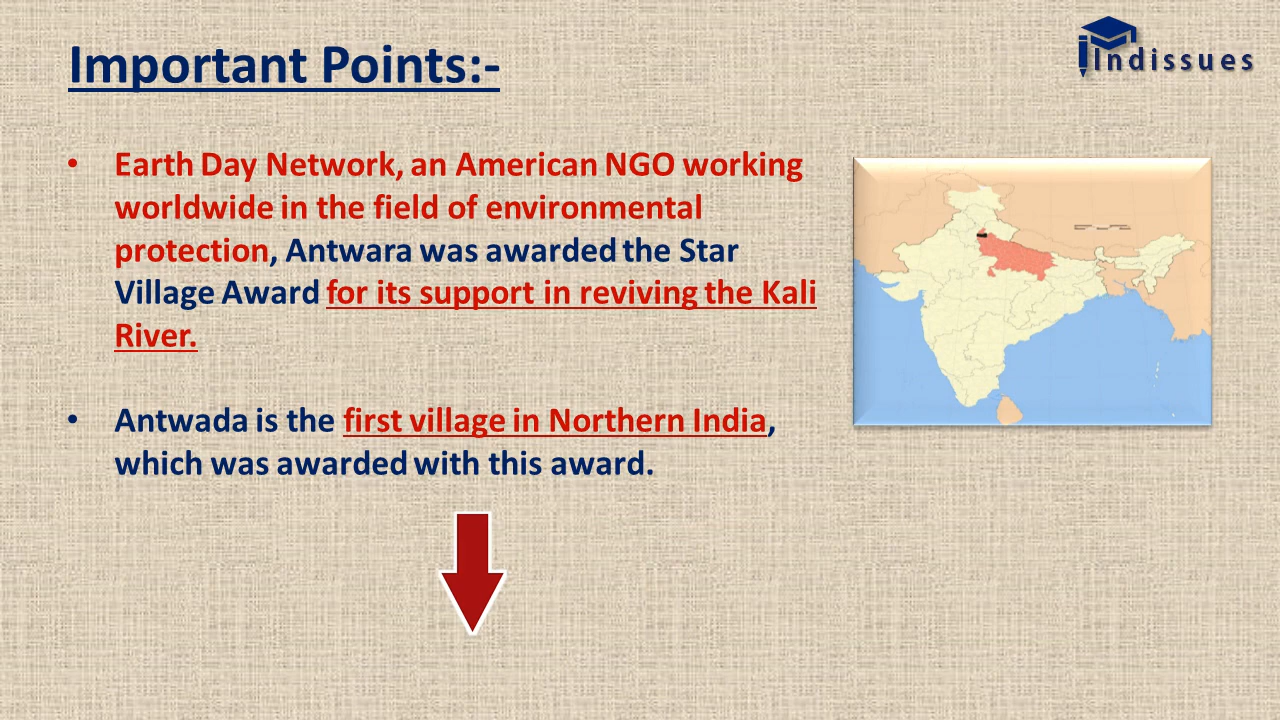 Important Points:-
Indissues
• Earth Day Network, an American NGO working
worldwide in the field of environmental
protection, Antwara was awarded the Star
Village Award for its support in reviving the Kali
River.
• Antwada is the first village in Northern India,
which was awarded with this award.